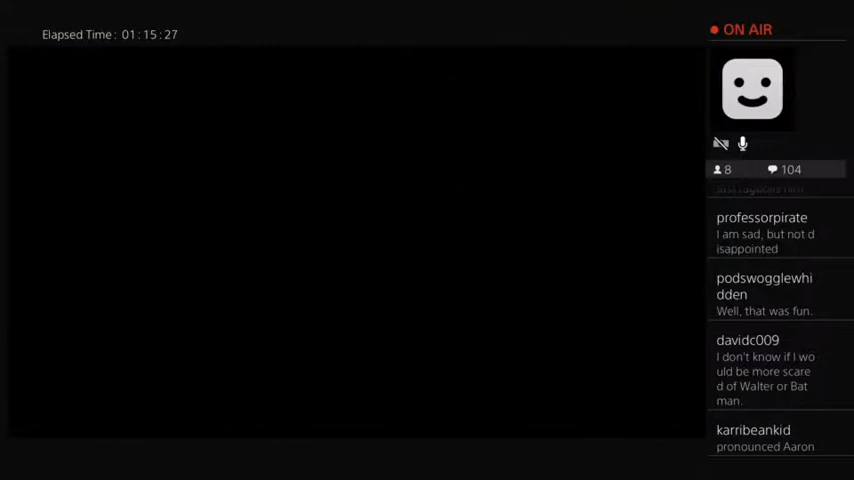 Elapsed Time: 01:15:27
ON AIR
8 104
professorpirate
I am sad, but not d
isappointed
podswogglewhi
dden
Well, that was fun.
davidc009
I don't know if I wo
uld be more scare
d of Walter or Bat
man.
karribeankid
pronounced Aaron